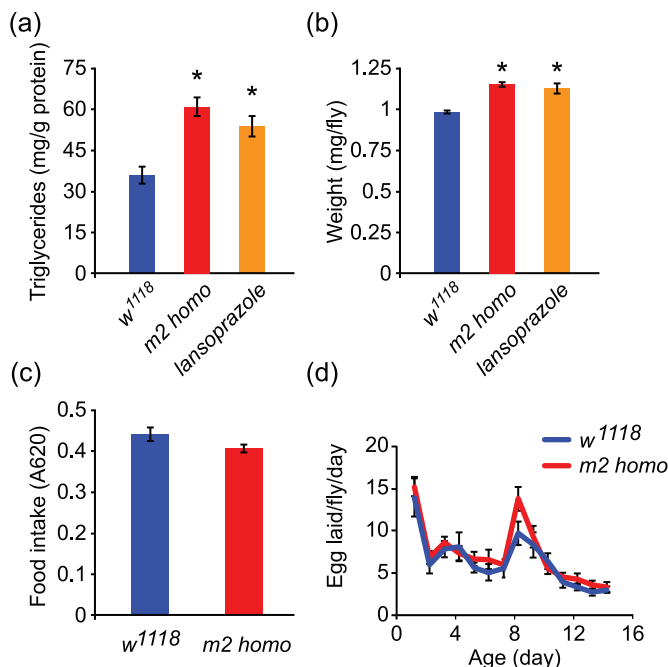 (a)
Triglycerides (mg/g protein)
75
60
45
30
15
0
*
*
w1118
m2 homo
lansoprazole
(b)
Weight (mg/fly)
1.25
1
0.75
0.5
0.25
0
*
*
w1118
m2 homo
lansoprazole
(c)
Food intake (A620)
0.5
0.4
0.3
0.2
0.1
0
w1118
m2 homo
(d)
Egg laid/fly/day
20
15
10
5
0
w1118
m2 homo
0
4
8
12
16
Age (day)